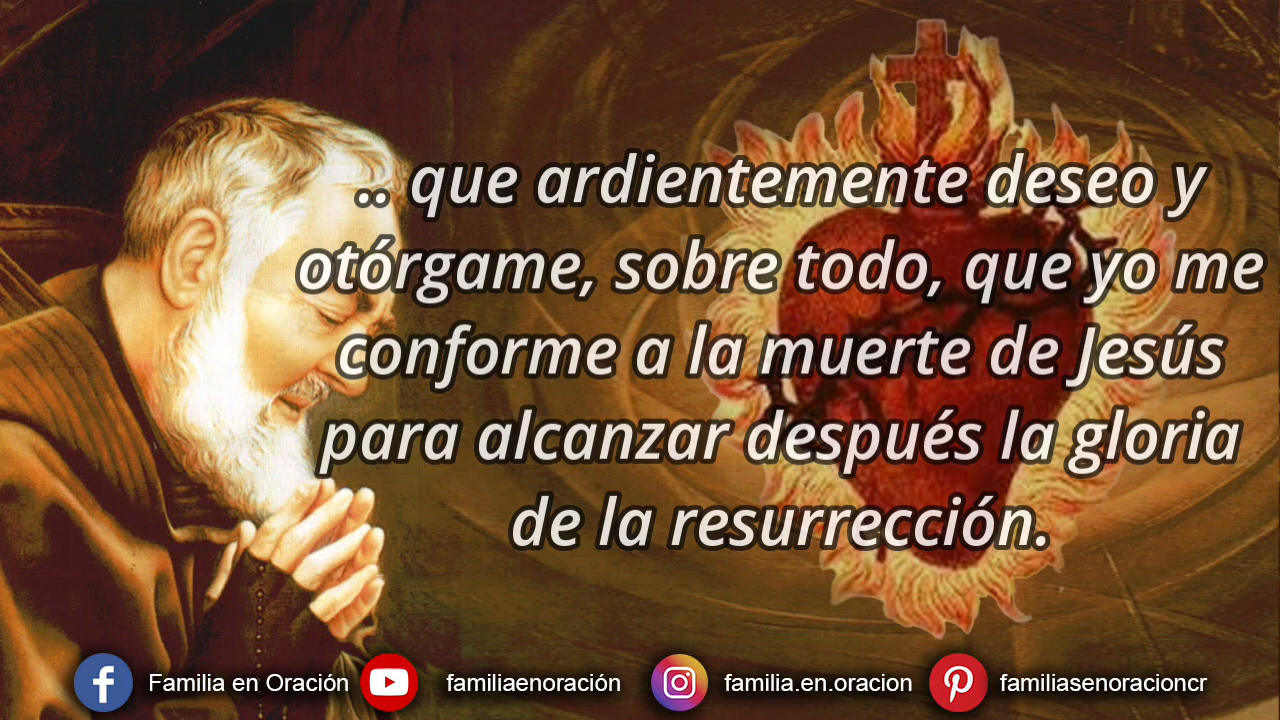 .. que ardientemente deseo y
otórgame, sobre todo, que yo me
conforme a la muerte de Jesús
para alcanzar después la gloria
de la resurrección.
Familia en Oración familiaenoración familia.en.oracion familiasenoracioncr